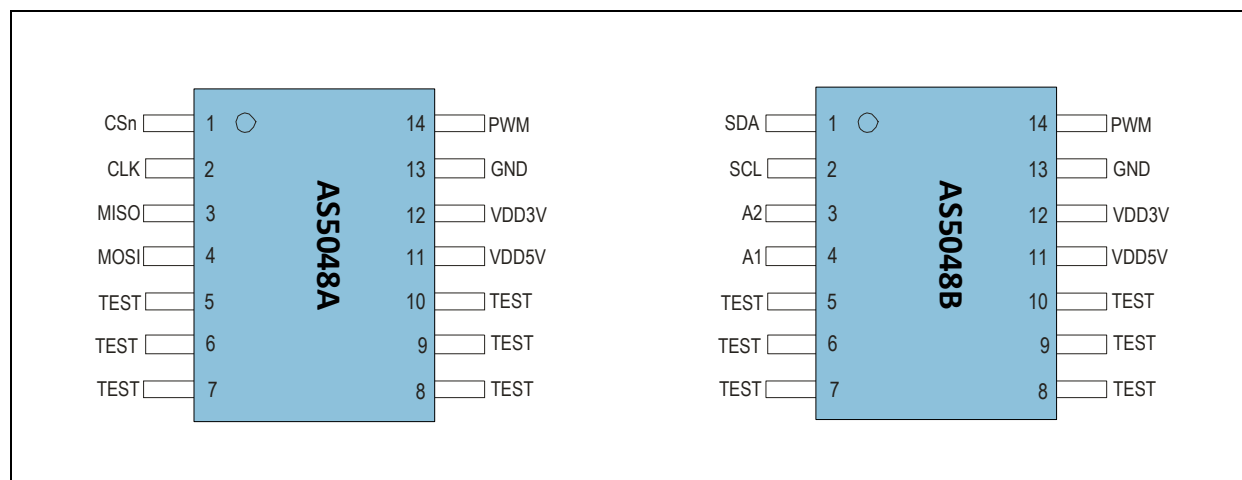 CSn 1 14 PWM
CLK 2 13 GND
MISO 3 12 VDD3V
MOSI 4 11 VDD5V
TEST 5 10 TEST
TEST 6 9 TEST
TEST 7 8 TEST
AS5048A
SDA 1 14 PWM
SCL 2 13 GND
A2 3 12 VDD3V
A1 4 11 VDD5V
TEST 5 10 TEST
TEST 6 9 TEST
TEST 7 8 TEST
AS5048B